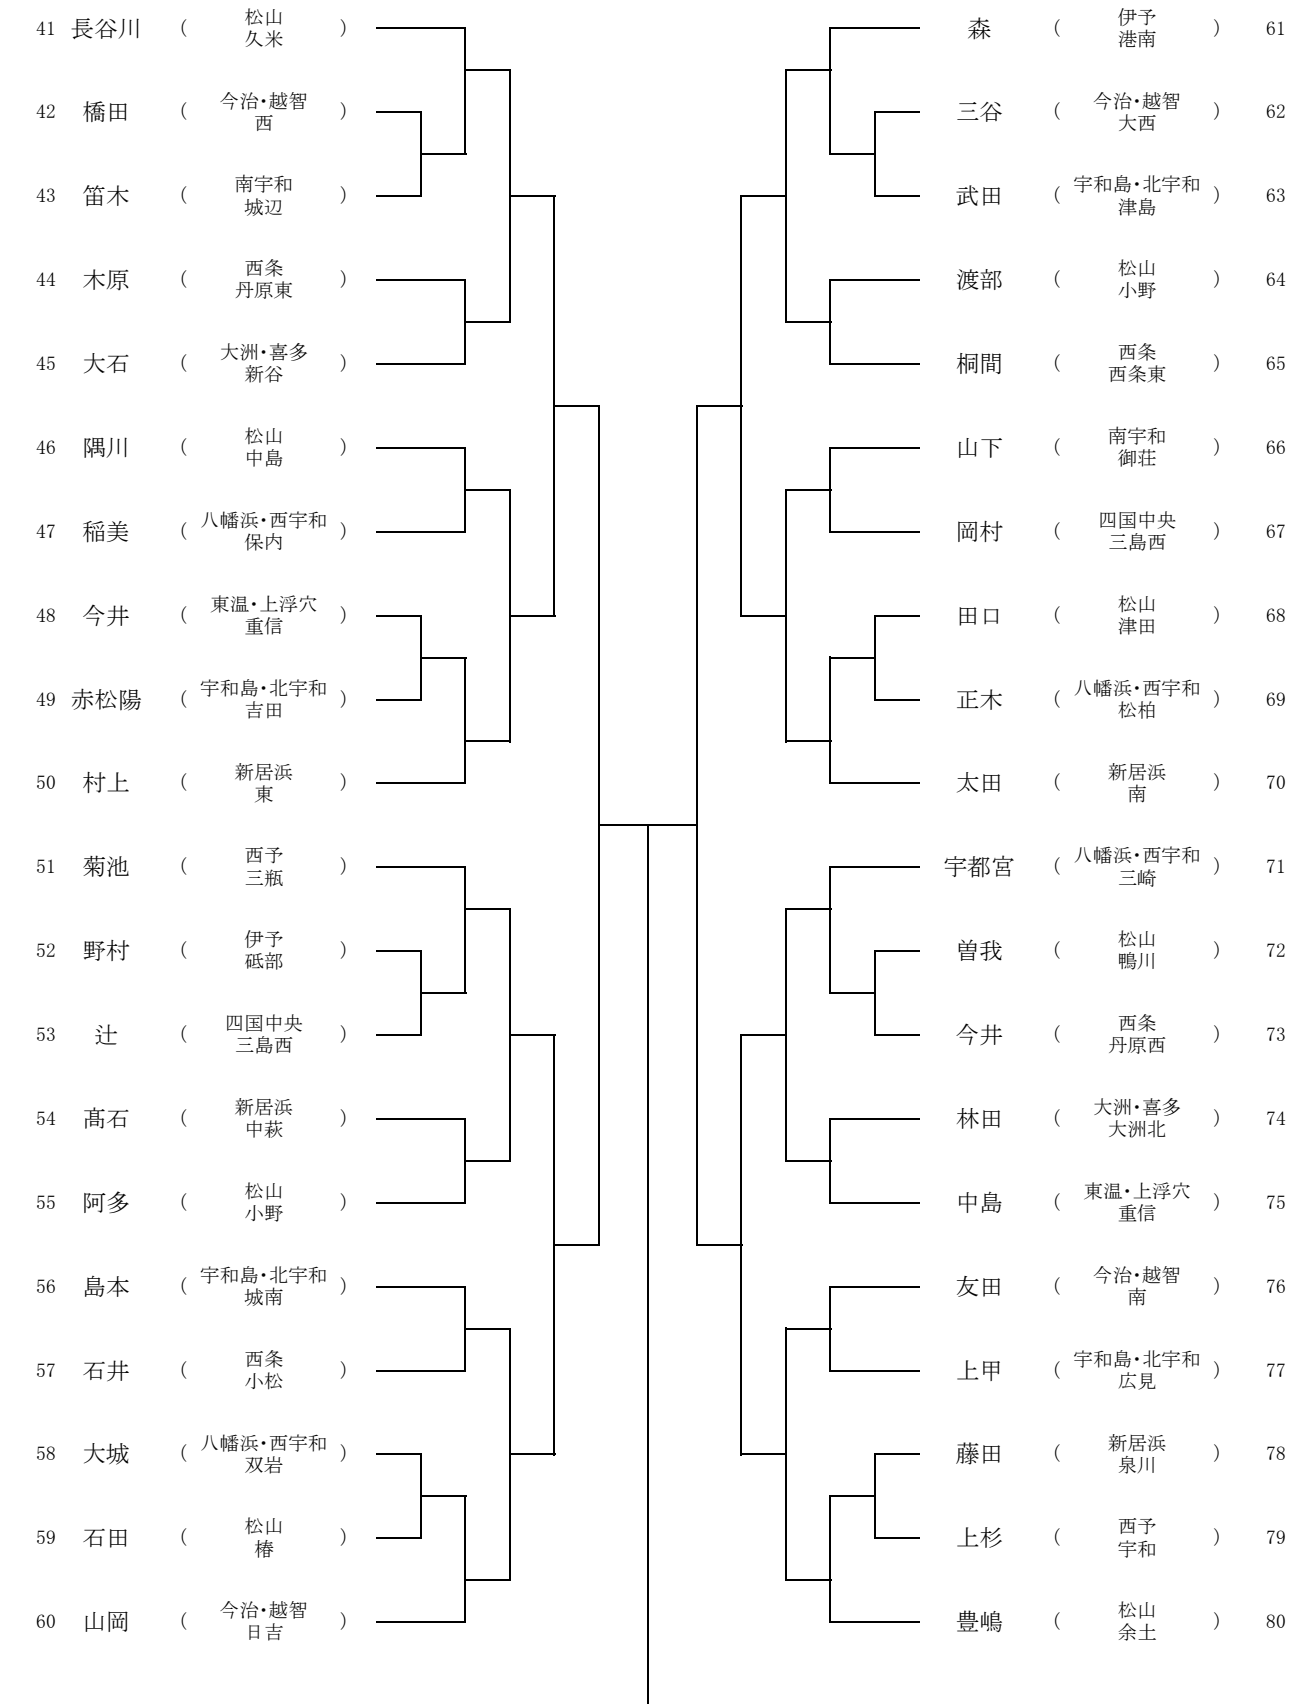 41 長谷川 ( 松山 久米 )
42 橋田 ( 今治・越智 西 )
43 笛木 ( 南宇和 城辺 )
44 木原 ( 西条 丹原東 )
45 大石 ( 大洲・喜多 新谷 )
46 隅川 ( 松山 中島 )
47 稲美 ( 八幡浜・西宇和 保内 )
48 今井 ( 東温・上浮穴 重信 )
49 赤松陽 ( 宇和島・北宇和 吉田 )
50 村上 ( 新居浜 東 )
51 菊池 ( 西予 三瓶 )
52 野村 ( 伊予 砥部 )
53 辻 ( 四国中央 三島西 )
54 髙石 ( 新居浜 中萩 )
55 阿多 ( 松山 小野 )
56 島本 ( 宇和島・北宇和 城南 )
57 石井 ( 西条 小松 )
58 大城 ( 八幡浜・西宇和 双岩 )
59 石田 ( 松山 椿 )
60 山岡 ( 今治・越智 日吉 )
森 ( 伊予 港南 ) 61
三谷 ( 今治・越智 大西 ) 62
武田 ( 宇和島・北宇和 津島 ) 63
渡部 ( 松山 小野 ) 64
桐間 ( 西条 西条東 ) 65
山下 ( 南宇和 御荘 ) 66
岡村 ( 四国中央 三島西 ) 67
田口 ( 松山 津田 ) 68
正木 ( 八幡浜・西宇和 松柏 ) 69
太田 ( 新居浜 南 ) 70
宇都宮 ( 八幡浜・西宇和 三崎 ) 71
曽我 ( 松山 鴨川 ) 72
今井 ( 西条 丹原西 ) 73
林田 ( 大洲・喜多 大洲北 ) 74
中島 ( 東温・上浮穴 重信 ) 75
友田 ( 今治・越智 南 ) 76
上甲 ( 宇和島・北宇和 広見 ) 77
藤田 ( 新居浜 泉川 ) 78
上杉 ( 西予 宇和 ) 79
豊嶋 ( 松山 余土 ) 80